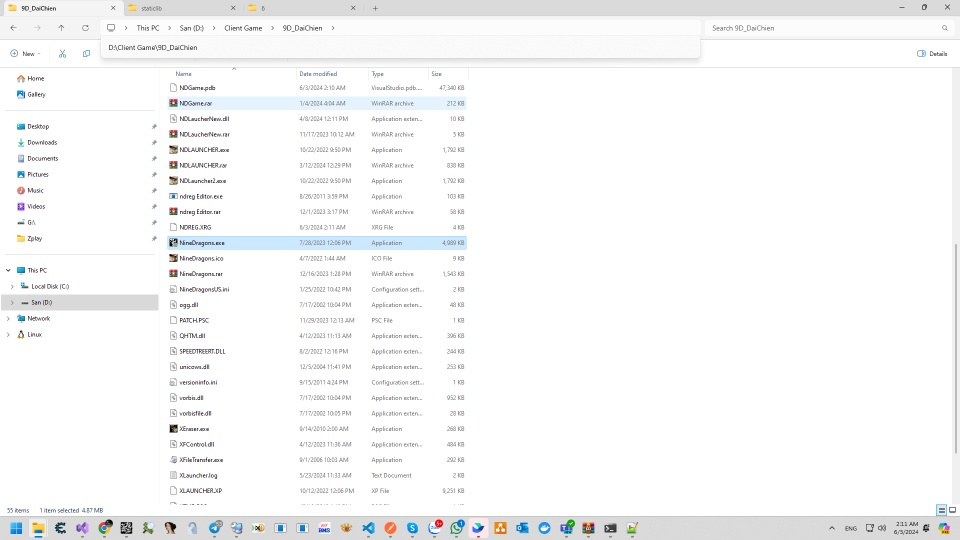 9D_DaiChien
staticlib
6
This PC > San (D:) > Client Game > 9D_DaiChien >
Search 9D_DaiChien
New
D:\Client Game\9D_DaiChien
Details
Name Date modified Type Size
NDGame.pdb 6/3/2024 2:10 AM VisualStudio.pdb.... 47,340 KB
NDGame.rar 1/4/2024 4:04 AM WinRAR archive 212 KB
NDLaucherNew.dll 4/8/2024 12:11 PM Application exten... 10 KB
NDLaucherNew.rar 11/17/2023 10:12 AM WinRAR archive 5 KB
NDLAUNCHER.exe 10/22/2022 9:50 PM Application 1,792 KB
NDLAUNCHER.rar 3/12/2024 12:29 PM WinRAR archive 838 KB
NDLauncher2.exe 10/22/2022 9:50 PM Application 1,792 KB
ndreg Editor.exe 8/26/2011 3:59 PM Application 103 KB
ndreg Editor.rar 12/1/2023 3:17 PM WinRAR archive 58 KB
NDREG.XRG 6/3/2024 2:11 AM XRG File 4 KB
NineDragons.exe 7/28/2023 12:06 PM Application 4,989 KB
NineDragons.ico 4/7/2022 1:44 AM ICO File 9 KB
NineDragons.rar 12/16/2023 1:28 PM WinRAR archive 1,543 KB
NineDragonsUS.ini 1/25/2022 10:42 PM Configuration sett... 2 KB
ogg.dll 7/17/2002 10:04 PM Application exten... 48 KB
PATCH.PSC 11/29/2023 12:13 AM PSC File 1 KB
QHTM.dll 4/12/2023 11:13 AM Application exten... 396 KB
SPEEDTREERT.DLL 8/2/2022 12:16 PM Application exten... 244 KB
unicows.dll 12/5/2004 11:41 PM Application exten... 253 KB
versioninfo.ini 9/15/2011 4:24 PM Configuration sett... 1 KB
vorbis.dll 7/17/2002 10:04 PM Application exten... 952 KB
vorbisfile.dll 7/17/2002 10:05 PM Application exten... 28 KB
XEraser.exe 9/14/2010 2:00 AM Application 268 KB
XFControl.dll 4/12/2023 11:36 AM Application exten... 484 KB
XFileTransfer.exe 9/1/2006 10:03 AM Application 292 KB
XLauncher.log 5/23/2024 11:33 AM Text Document 2 KB
XLAUNCHER.XP 10/12/2022 12:06 PM XP File 9,251 KB
Home
Gallery
Desktop
Downloads
Documents
Pictures
Music
Videos
G:\
Zplay
This PC
Local Disk (C:)
San (D:)
Network
Linux
55 items 1 item selected 4.87 MB
ENG
2:11 AM
6/3/2024